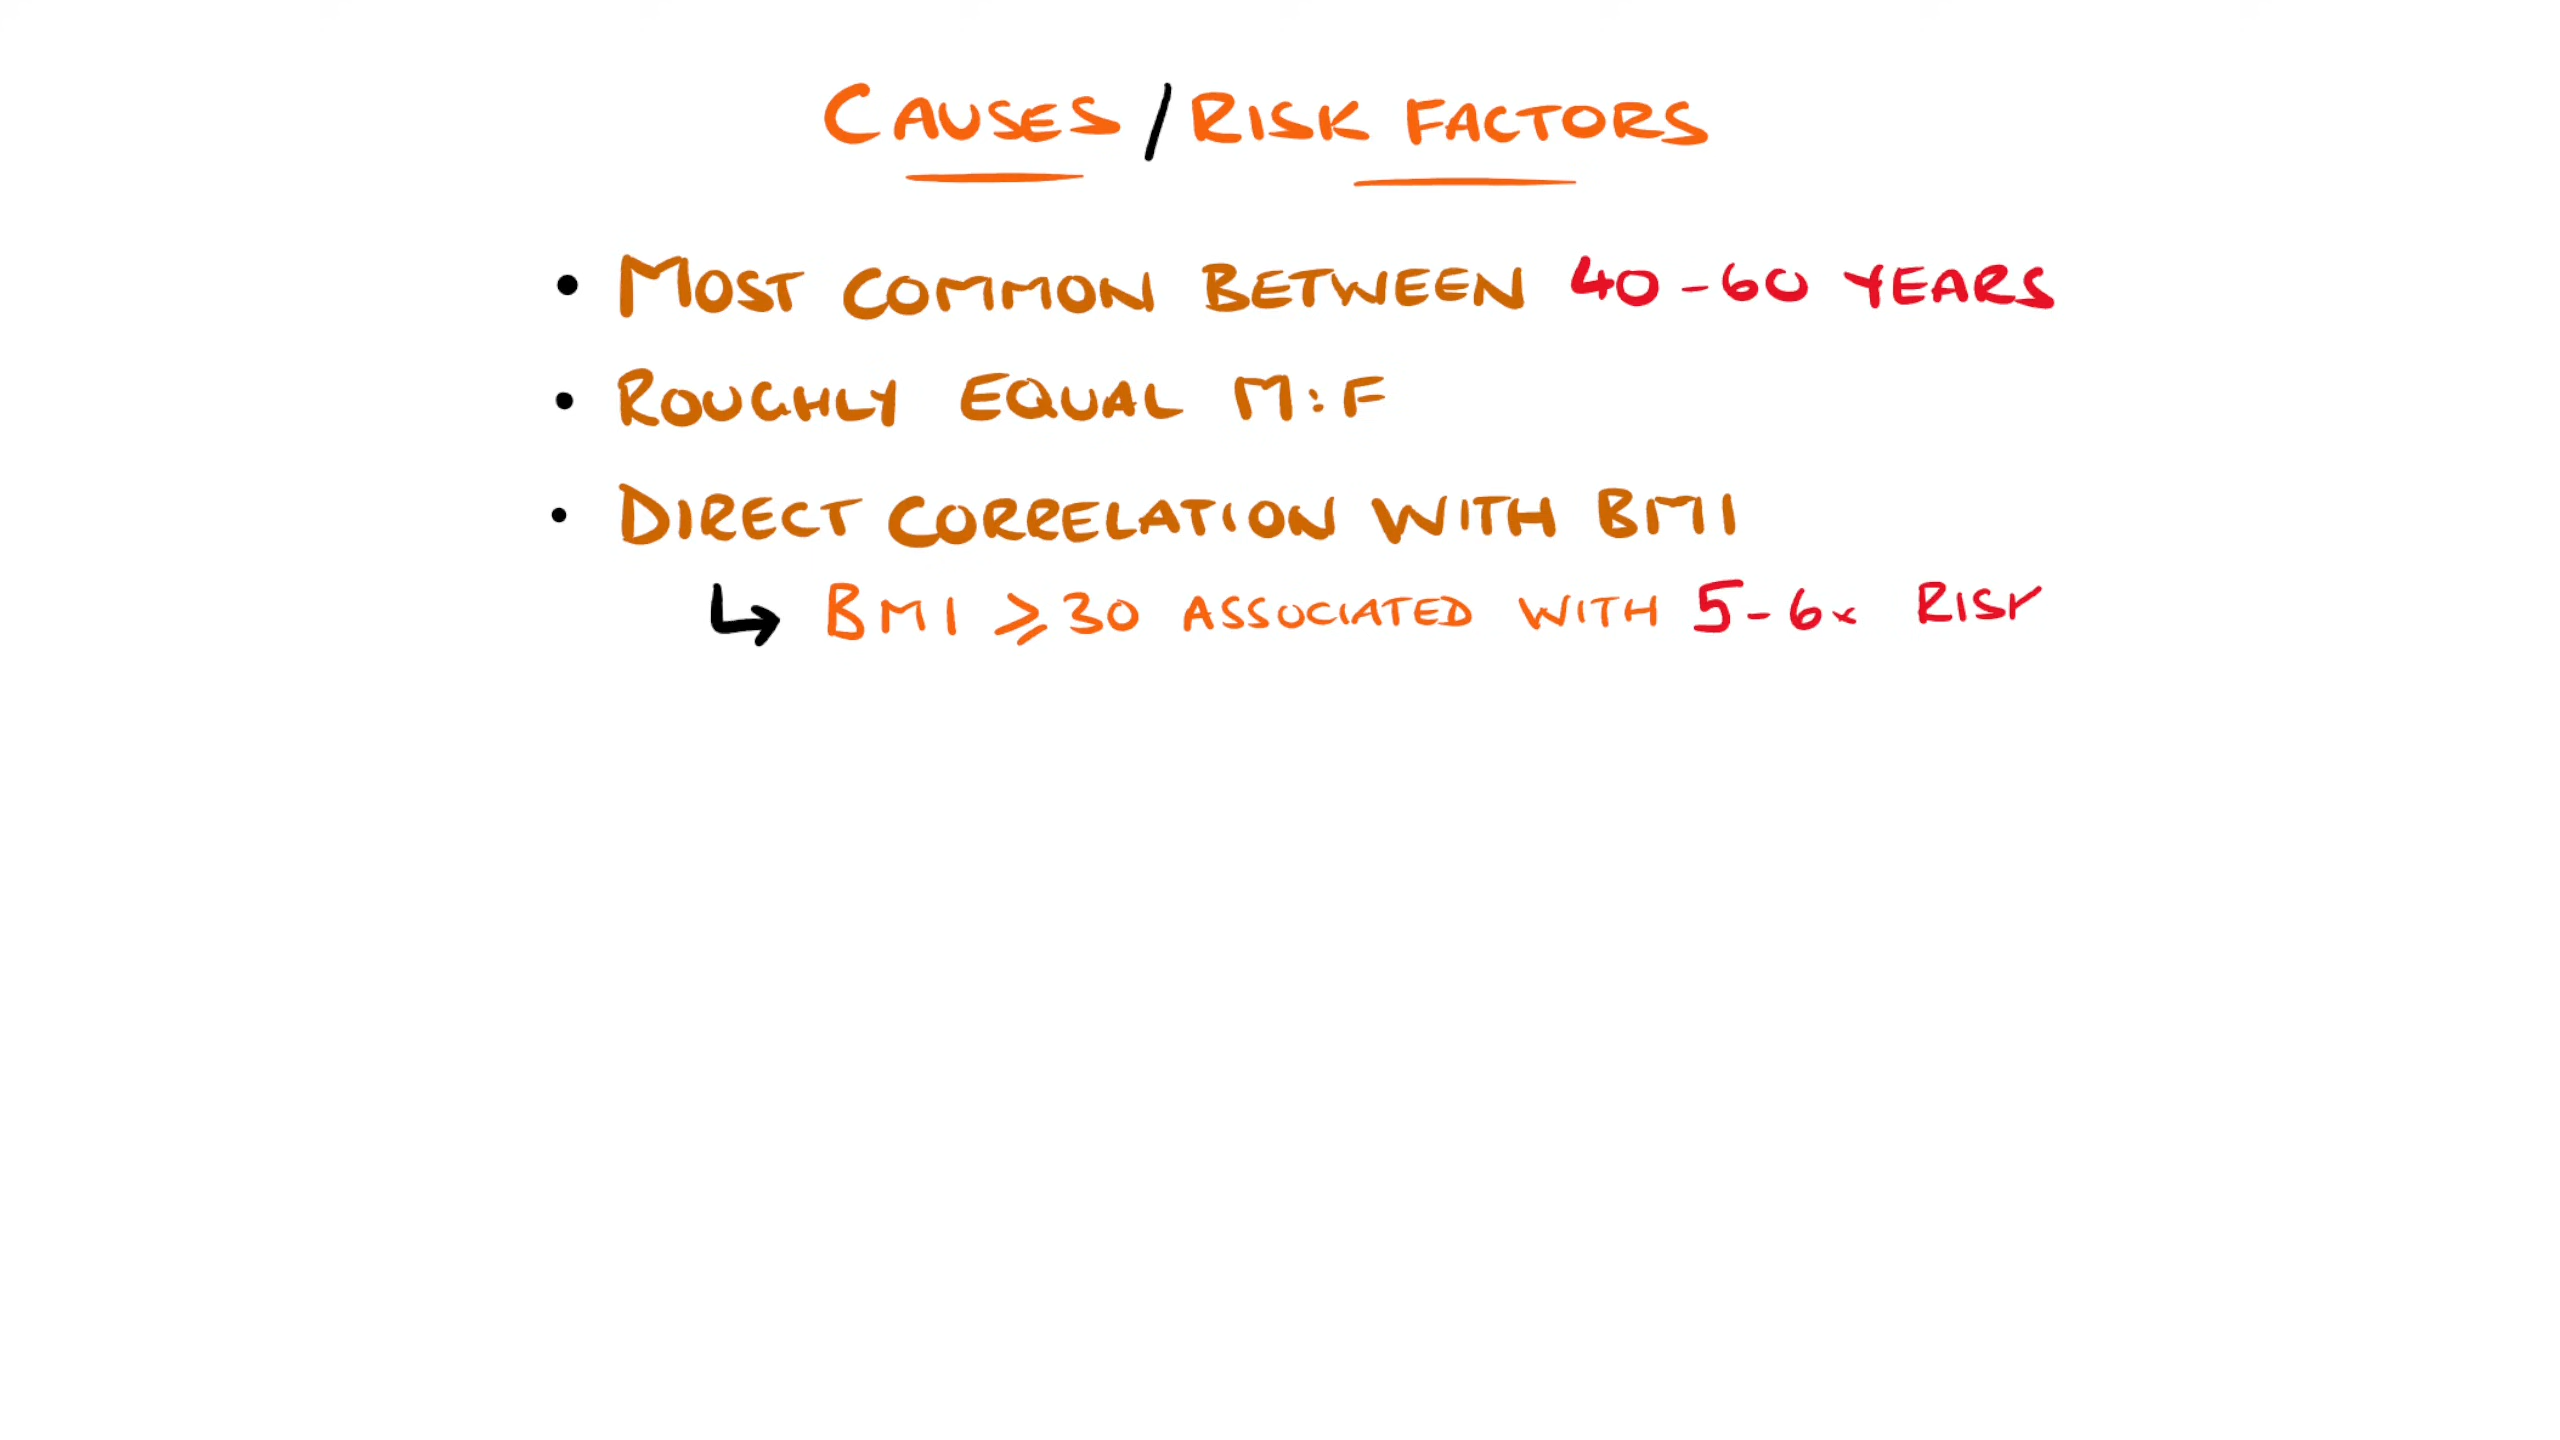 CAUSES / RISK FACTORS
• MOST COMMON BETWEEN 40-60 YEARS
• ROUGHLY EQUAL M:F
• DIRECT CORRELATION WITH BMI
↳ BMI ⩾30 ASSOCIATED WITH 5-6x RISK